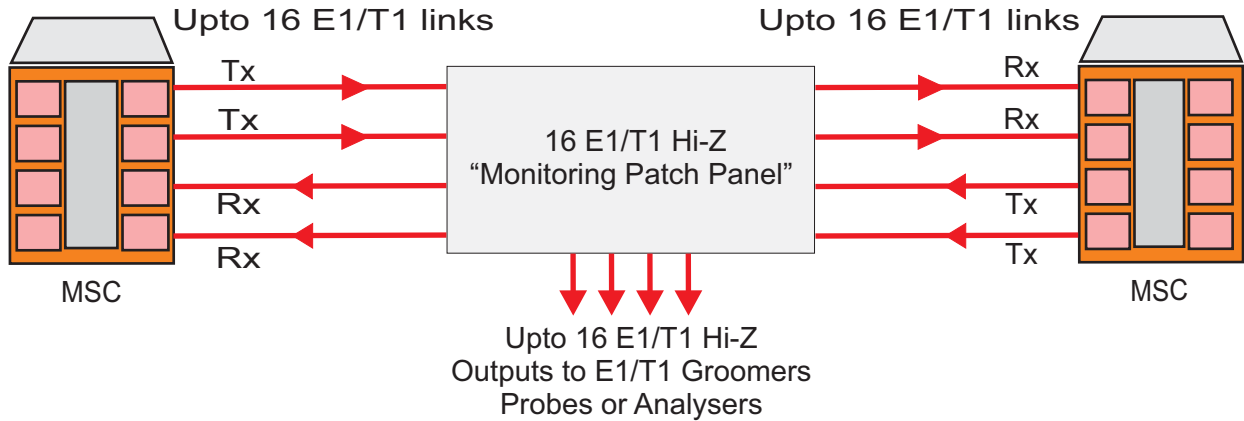 Upto 16 E1/T1 links
Upto 16 E1/T1 links
Tx
Tx
Rx
Rx
MSC
16 E1/T1 Hi-Z
“Monitoring Patch Panel”
Rx
Rx
Tx
Tx
MSC
Upto 16 E1/T1 Hi-Z
Outputs to E1/T1 Groomers
Probes or Analysers